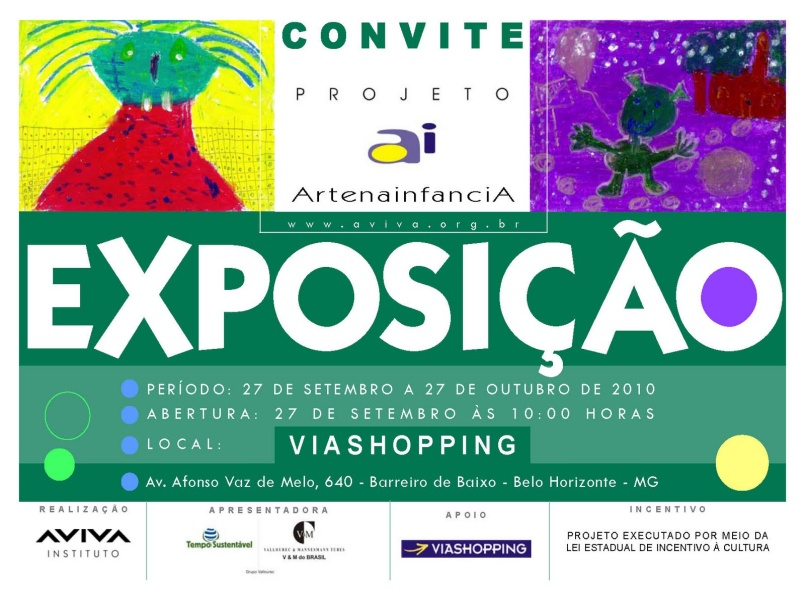 CONVITE
PROJETO
ai
ArtenainfanciA
www.aviva.org.br
EXPOSIÇÃO
PERÍODO: 27 DE SETEMBRO A 27 DE OUTUBRO DE 2010
ABERTURA: 27 DE SETEMBRO ÀS 10:00 HORAS
LOCAL: VIASHOPPING
Av. Afonso Vaz de Melo, 640 - Barreiro de Baixo - Belo Horizonte - MG
REALIZAÇÃO
AVIVA
INSTITUTO
APRESENTADORA
Tempo Sustentável
V&M
VALLOUREC & MANNESMANN TUBES
V & M do BRASIL
Grupo Vallourec
APOIO
VIASHOPPING
INCENTIVO
PROJETO EXECUTADO POR MEIO DA
LEI ESTADUAL DE INCENTIVO À CULTURA